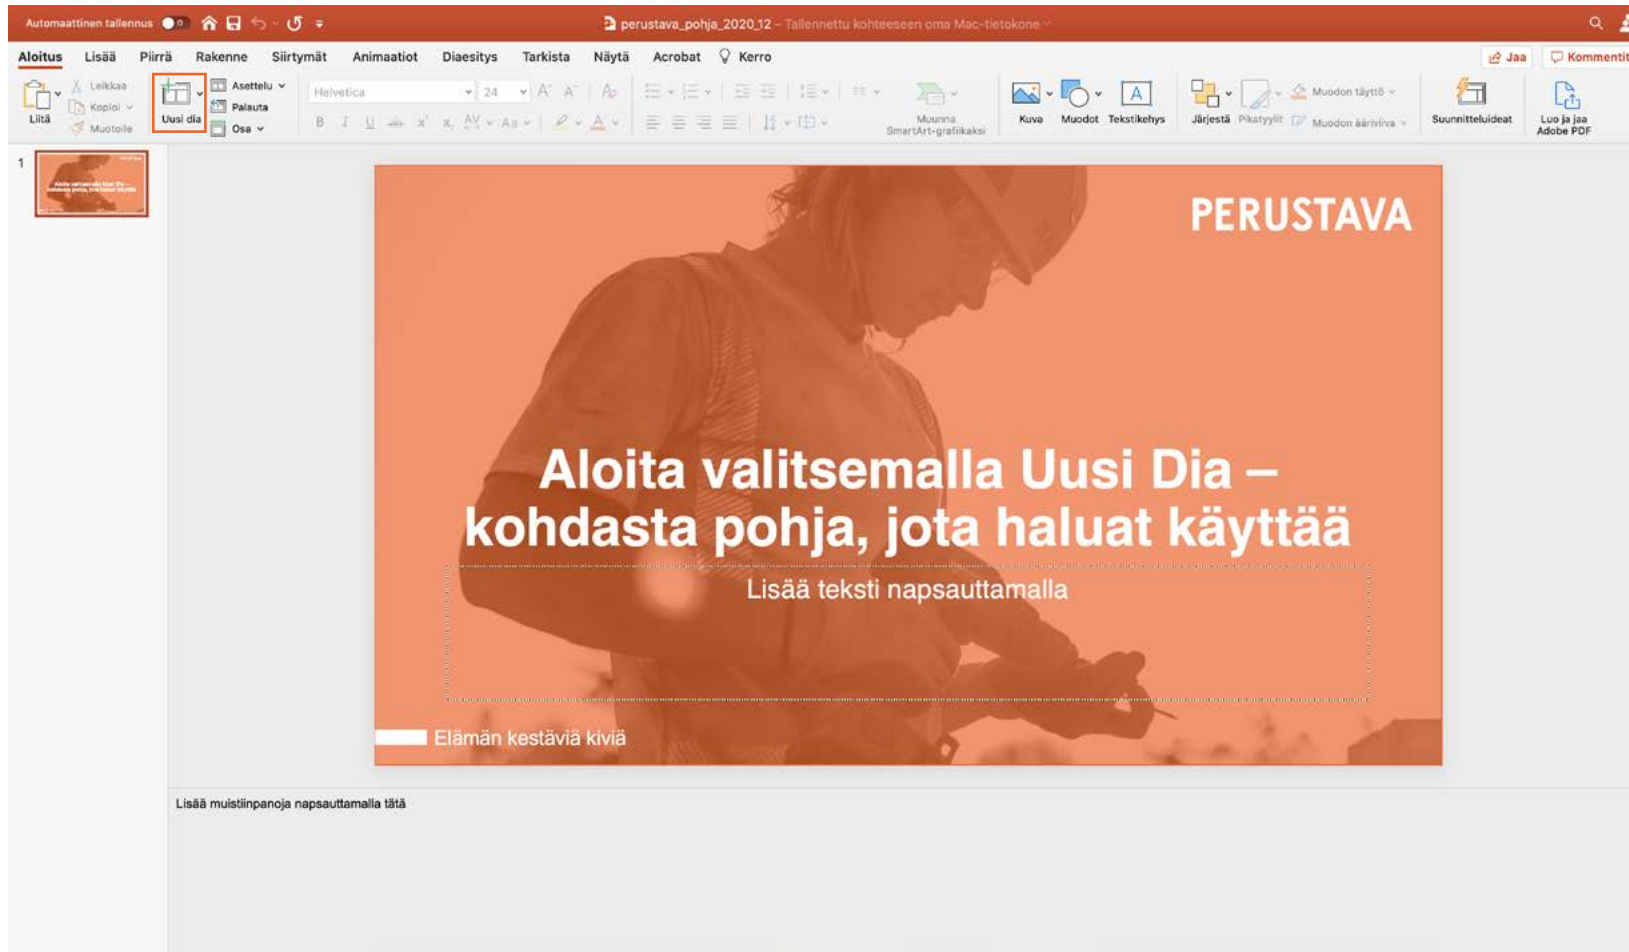 Automaattinen tallennus
perustava_pohja_2020_12 – Tallennettu kohteeseen oma Mac-tietokone
Aloitus Lisää Piirrä Rakenne Siirtymät Animaatiot Diaesitys Tarkista Näytä Acrobat Kerro
Jaa Kommentit
Liitä
Leikkaa
Kopioi
Muotoile
Uusi dia
Asettelu
Palauta
Osa
Helvetica 24
Muunna
SmartArt-grafiikaksi
Kuva Muodot Tekstikehys
Järjestä Pikatyylit
Muodon täyttö
Muodon ääriviiva
Suunnitteluideat
Luo ja jaa
Adobe PDF
1
PERUSTAVA
Aloita valitsemalla Uusi Dia –
kohdasta pohja, jota haluat käyttää
Lisää teksti napsauttamalla
Elämän kestäviä kiviä
Lisää muistiinpanoja napsauttamalla tätä